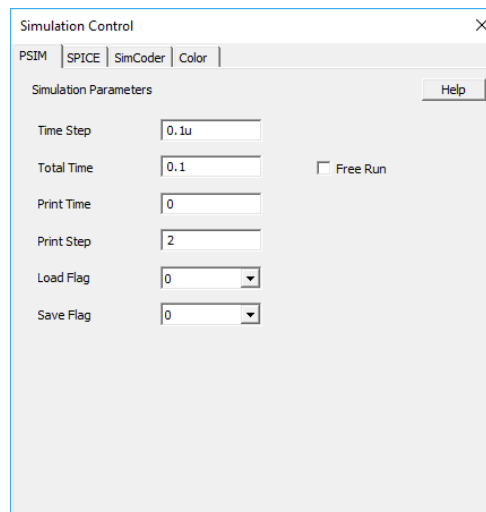 Simulation Control
PSIM SPICE SimCoder Color
Simulation Parameters Help
Time Step 0.1u
Total Time 0.1 Free Run
Print Time 0
Print Step 2
Load Flag 0
Save Flag 0